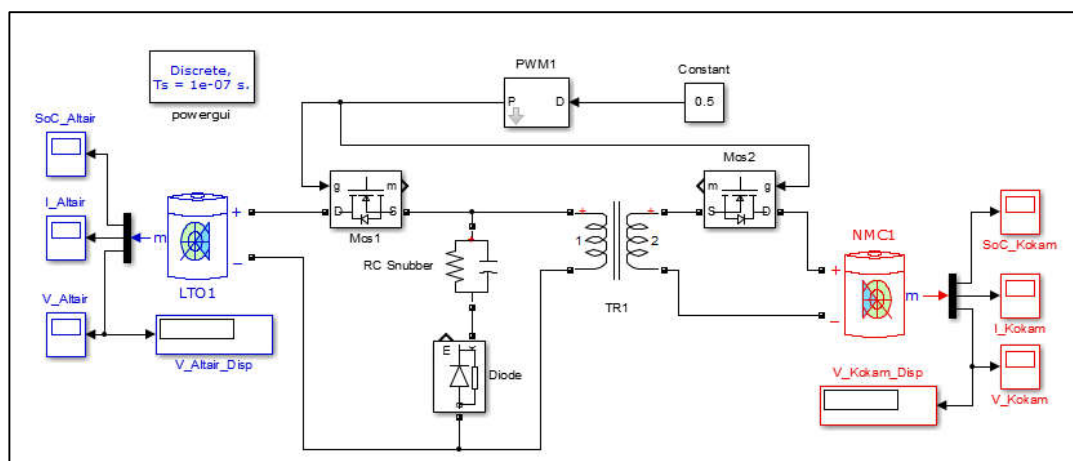 Discrete,
Ts = 1e-07 s.
powergui
PWM1
P
D
Constant
0.5
SoC_Altair
I_Altair
V_Altair
V_Altair_Disp
m
+
−
LTO1
g
m
D
S
Mos1
RC Snubber
m
k
a
Diode
+
1
+
2
TR1
Mos2
m
g
S
D
NMC1
+
−
m
SoC_Kokam
I_Kokam
V_Kokam_Disp
V_Kokam